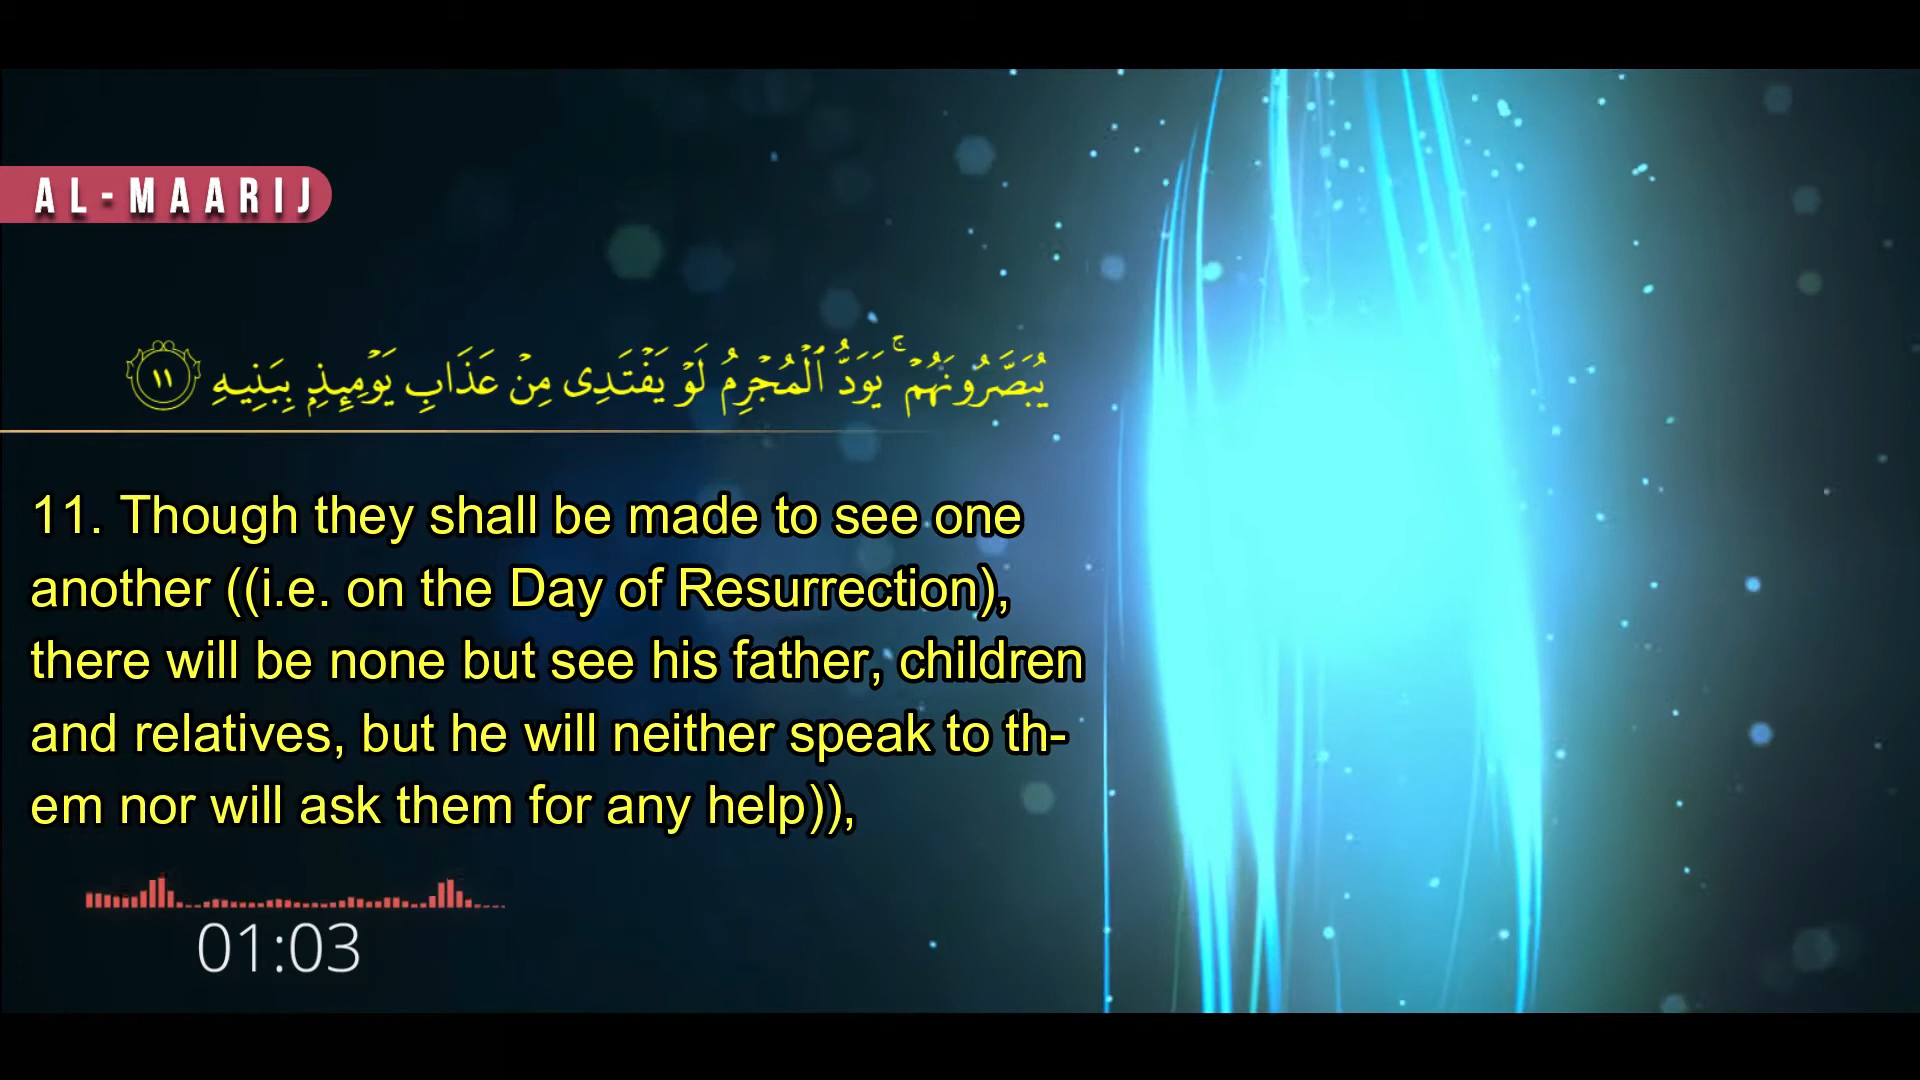 AL-MAARIJ
يُبَصَّرُونَهُمْ ۚ يَوَدُّ ٱلْمُجْرِمُ لَوْ يَفْتَدِى مِنْ عَذَابِ يَوْمِئِذٍۭ بِبَنِيهِ ١١
11. Though they shall be made to see one
another ((i.e. on the Day of Resurrection),
there will be none but see his father, children
and relatives, but he will neither speak to th-
em nor will ask them for any help)),
01:03